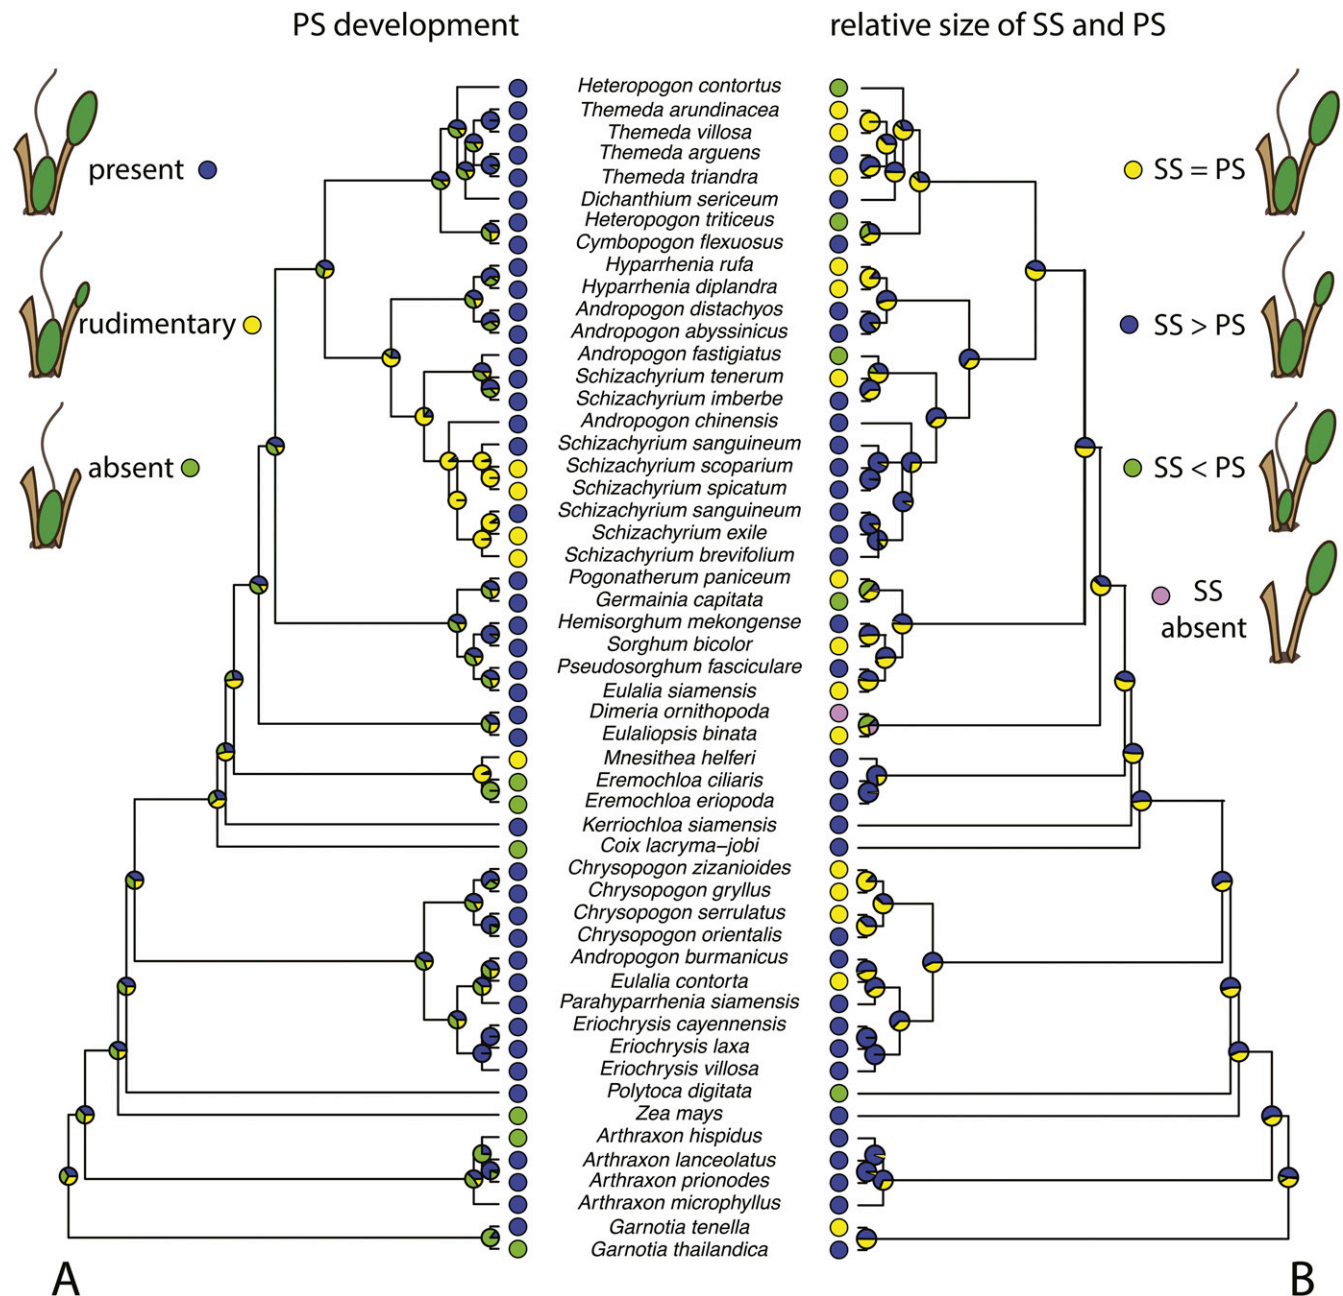 PS development
relative size of SS and PS
present
rudimentary
absent
Heteropogon contortus
Themeda arundinacea
Themeda villosa
Themeda arguens
Themeda triandra
Dichanthium sericeum
Heteropogon triticeus
Cymbopogon flexuosus
Hyparrhenia rufa
Hyparrhenia diplandra
Andropogon distachyos
Andropogon abyssinicus
Andropogon fastigiatus
Schizachyrium tenerum
Schizachyrium imberbe
Andropogon chinensis
Schizachyrium sanguineum
Schizachyrium scoparium
Schizachyrium spicatum
Schizachyrium sanguineum
Schizachyrium exile
Schizachyrium brevifolium
Pogonatherum paniceum
Germainia capitata
Hemisorghum mekongense
Sorghum bicolor
Pseudosorghum fasciculare
Eulalia siamensis
Dimeria ornithopoda
Eulaliopsis binata
Mnesithea helferi
Eremochloa ciliaris
Eremochloa eriopoda
Kerriochloa siamensis
Coix lacryma−jobi
Chrysopogon zizanioides
Chrysopogon gryllus
Chrysopogon serrulatus
Chrysopogon orientalis
Andropogon burmanicus
Eulalia contorta
Parahyparrhenia siamensis
Eriochrysis cayennensis
Eriochrysis laxa
Eriochrysis villosa
Polytoca digitata
Zea mays
Arthraxon hispidus
Arthraxon lanceolatus
Arthraxon prionodes
Arthraxon microphyllus
Garnotia tenella
Garnotia thailandica
SS = PS
SS > PS
SS < PS
SS
absent
A
B